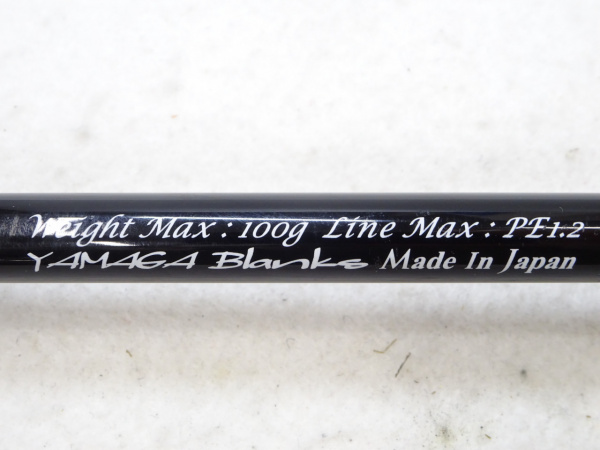 Weight Max : 100g Line Max : PE1.2
YAMAGA Blanks Made In Japan